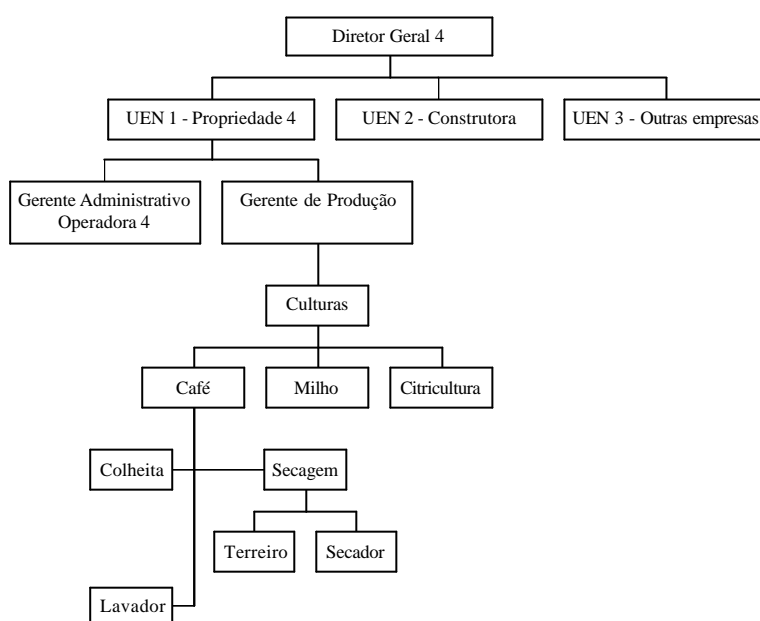 Diretor Geral 4
UEN 1 - Propriedade 4
UEN 2 - Construtora
UEN 3 - Outras empresas
Gerente Administrativo
Operadora 4
Gerente de Produção
Culturas
Café
Milho
Citricultura
Colheita
Secagem
Terreiro
Secador
Lavador